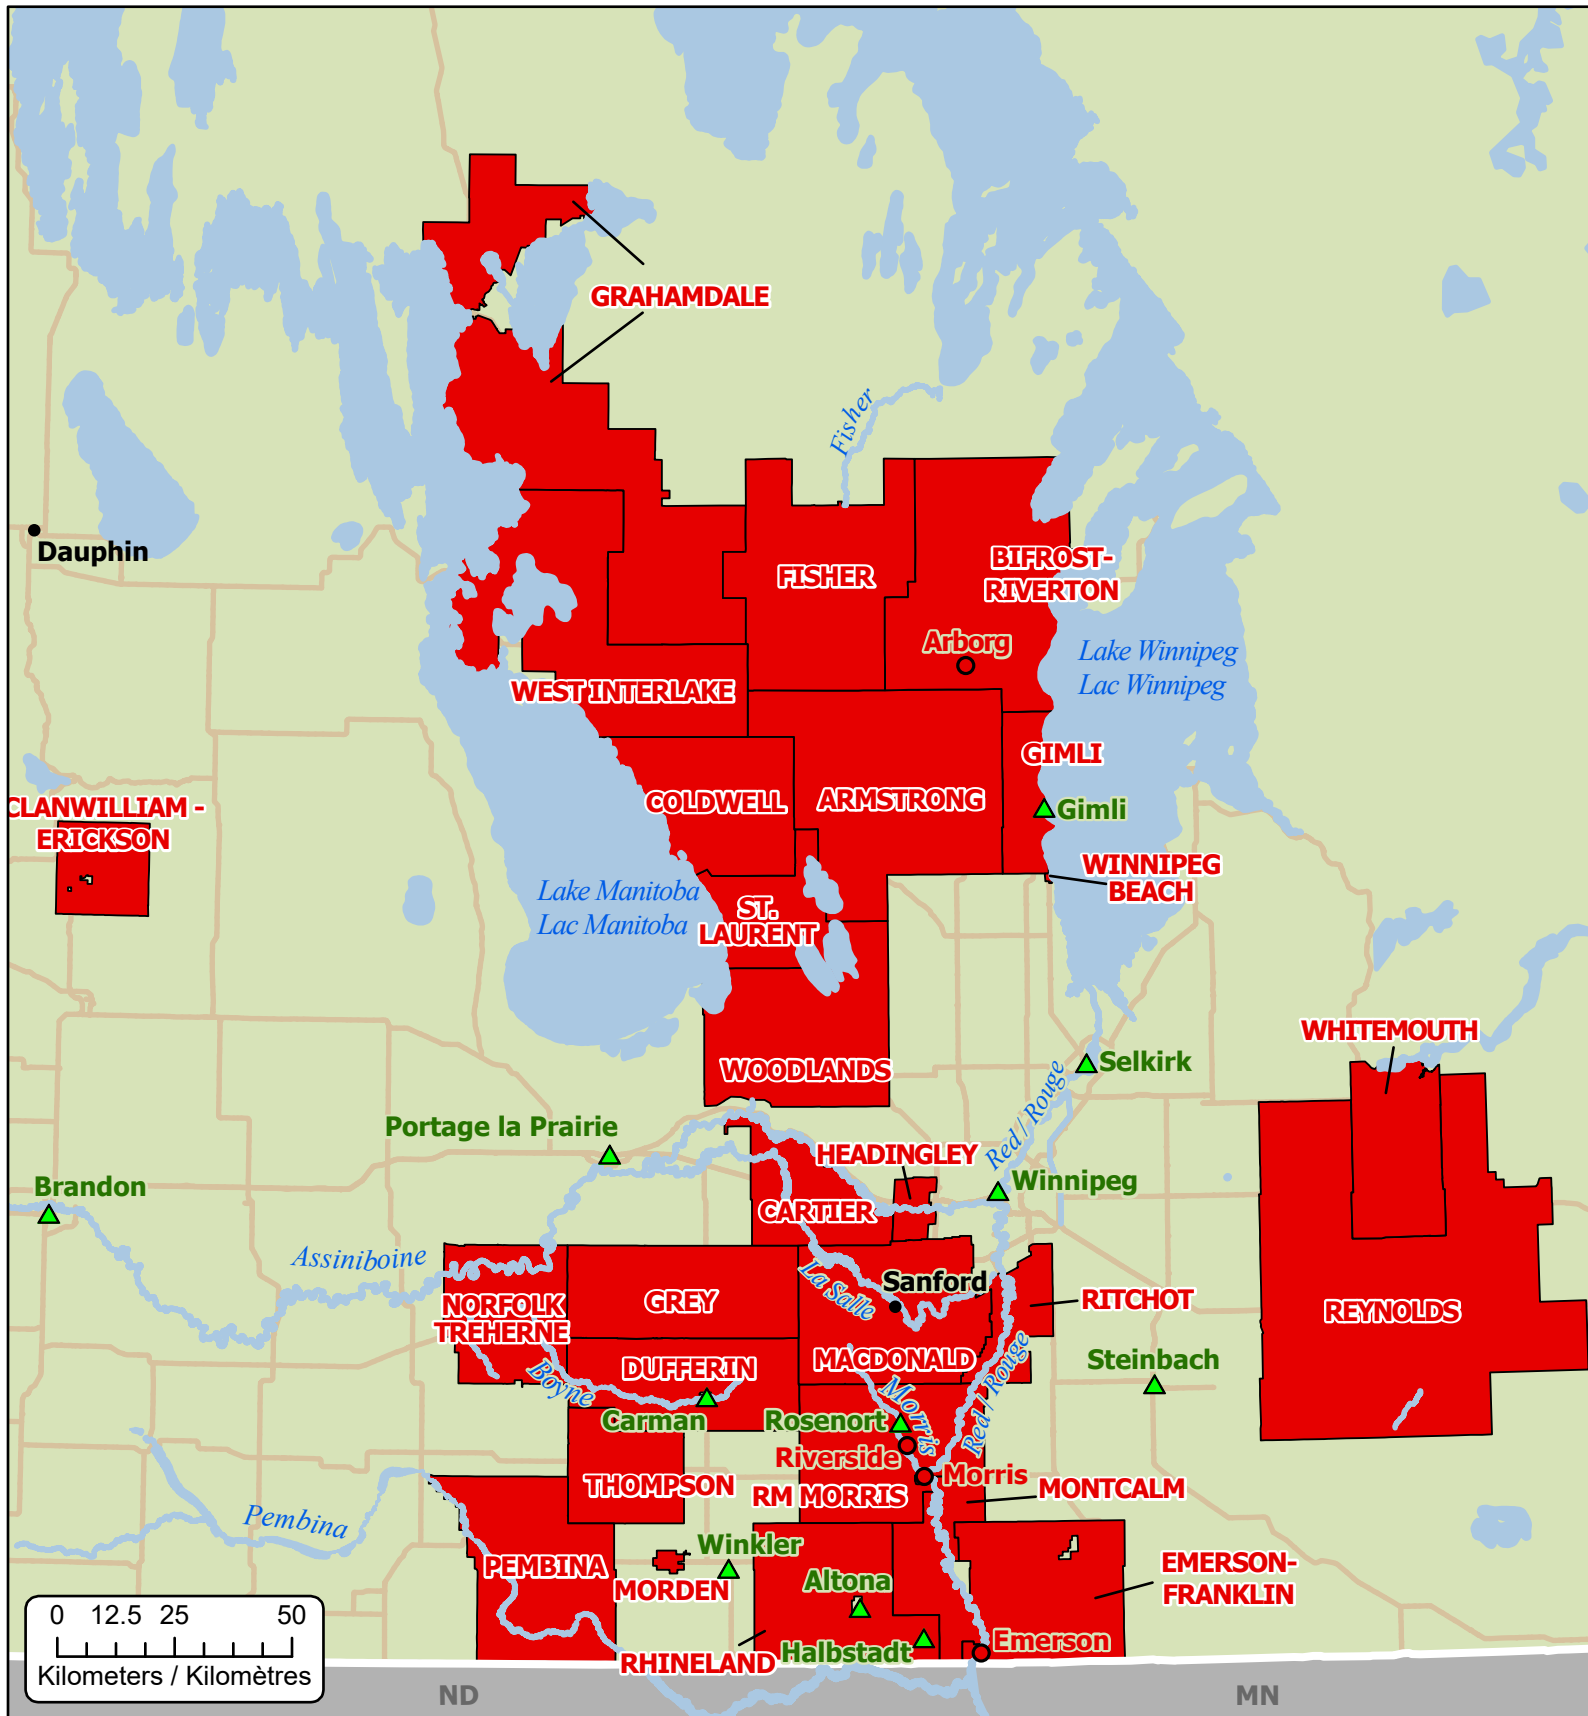 GRAHAMDALE
Fisher
Dauphin
FISHER
BIFROST-
RIVERTON
Arborg
Lake Winnipeg
Lac Winnipeg
WEST INTERLAKE
GIMLI
CLANWILLIAM -
ERICKSON
COLDWELL
ARMSTRONG
Gimli
WINNIPEG
BEACH
Lake Manitoba
Lac Manitoba
ST.
LAURENT
WHITEMOUTH
WOODLANDS
Selkirk
Red / Rouge
Portage la Prairie
HEADINGLEY
Brandon
Winnipeg
CARTIER
Assiniboine
La Salle
Sanford
NORFOLK
TREHERNE
GREY
RITCHOT
REYNOLDS
DUFFERIN
MACDONALD
Steinbach
Boyne
Morris
Red / Rouge
Carman
Rosenort
Riverside
Morris
THOMPSON
RM MORRIS
MONTCALM
Pembina
Winkler
PEMBINA
MORDEN
Altona
EMERSON-
FRANKLIN
RHINELAND
Halbstadt
Emerson
0 12.5 25 50
Kilometers / Kilomètres
ND
MN